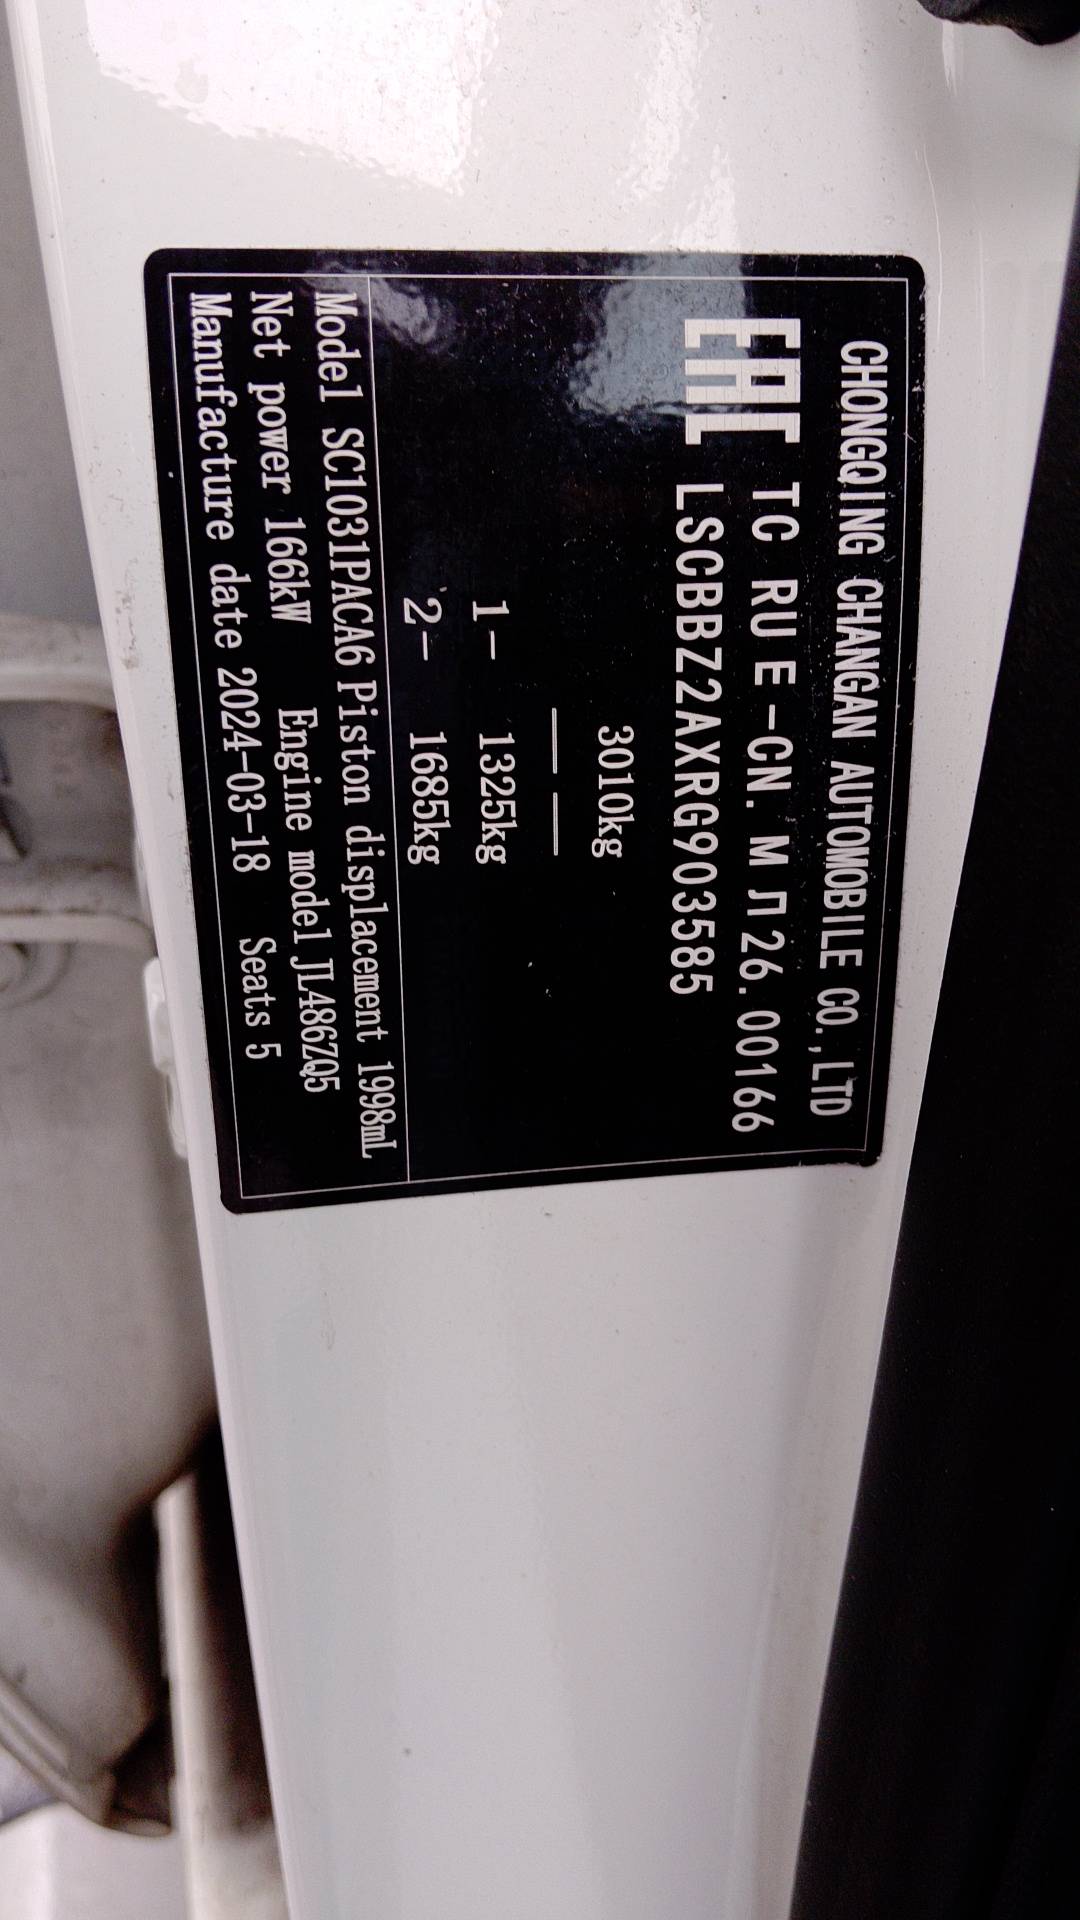 CHONGQING CHANGAN AUTOMOBILE CO.,LTD
EAC TC RU E-CN.МЛ26.00166
LSCBBZ2AXRG903585
3010kg
— —
1- 1325kg
2- 1685kg
Model SC1031PACA6 Piston displacement 1998mL
Net power 166kW Engine model JL486ZQ5
Manufacture date 2024-03-18 Seats 5